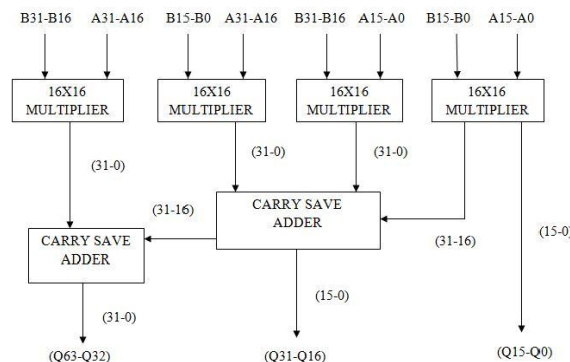 B31-B16 A31-A16 B15-B0 A31-A16 B31-B16 A15-A0 B15-B0 A15-A0
16X16 MULTIPLIER
16X16 MULTIPLIER
16X16 MULTIPLIER
16X16 MULTIPLIER
(31-0)
(31-0)
(31-0)
CARRY SAVE ADDER
(31-16)
(31-16)
(15-0)
CARRY SAVE ADDER
(31-0)
(15-0)
(Q63-Q32)
(Q31-Q16)
(Q15-Q0)